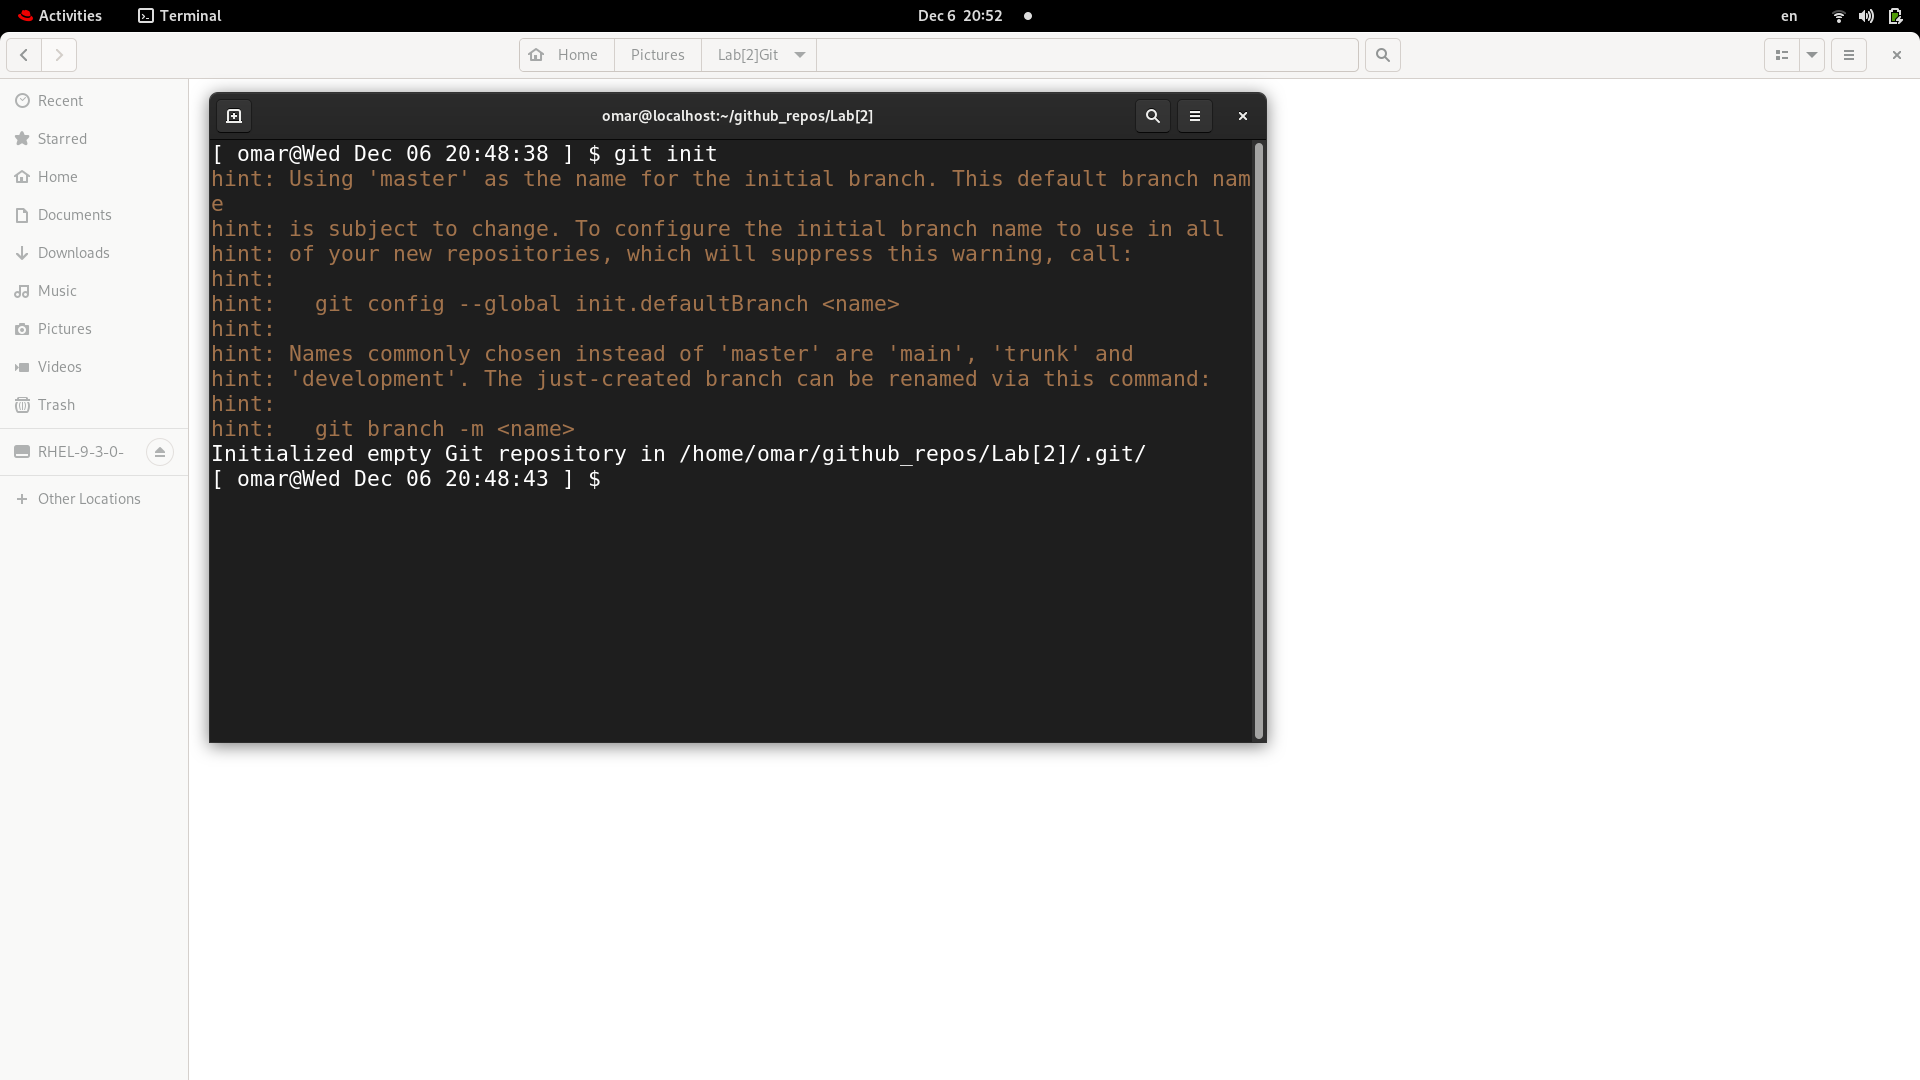 Activities
Terminal
Dec 6 20:52
en
Home
Pictures
Lab[2]Git
Recent
Starred
Home
Documents
Downloads
Music
Pictures
Videos
Trash
RHEL-9-3-0-
Other Locations
omar@localhost:~/github_repos/Lab[2]
[ omar@Wed Dec 06 20:48:38 ] $ git init
hint: Using 'master' as the name for the initial branch. This default branch nam
e
hint: is subject to change. To configure the initial branch name to use in all
hint: of your new repositories, which will suppress this warning, call:
hint:
hint:   git config --global init.defaultBranch <name>
hint:
hint: Names commonly chosen instead of 'master' are 'main', 'trunk' and
hint: 'development'. The just-created branch can be renamed via this command:
hint:
hint:   git branch -m <name>
Initialized empty Git repository in /home/omar/github_repos/Lab[2]/.git/
[ omar@Wed Dec 06 20:48:43 ] $